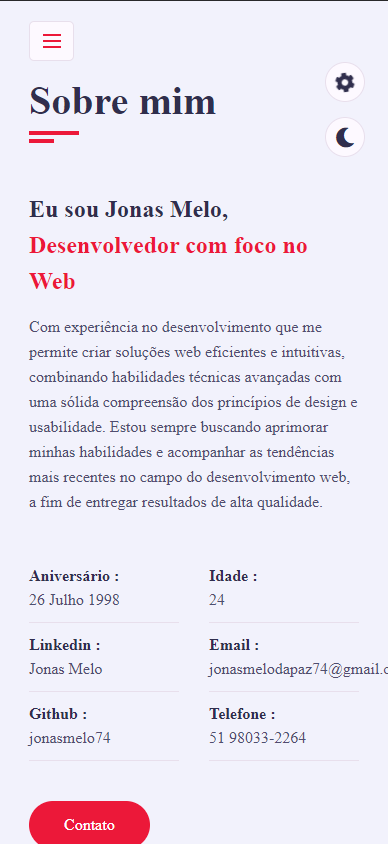 Sobre mim
Eu sou Jonas Melo,
Desenvolvedor com foco no
Web
Com experiência no desenvolvimento que me
permite criar soluções web eficientes e intuitivas,
combinando habilidades técnicas avançadas com
uma sólida compreensão dos princípios de design e
usabilidade. Estou sempre buscando aprimorar
minhas habilidades e acompanhar as tendências
mais recentes no campo do desenvolvimento web,
a fim de entregar resultados de alta qualidade.
Aniversário : Idade :
26 Julho 1998 24
Linkedin : Email :
Jonas Melo jonasmelodapaz74@gmail.c
Github : Telefone :
jonasmelo74 51 98033-2264
Contato